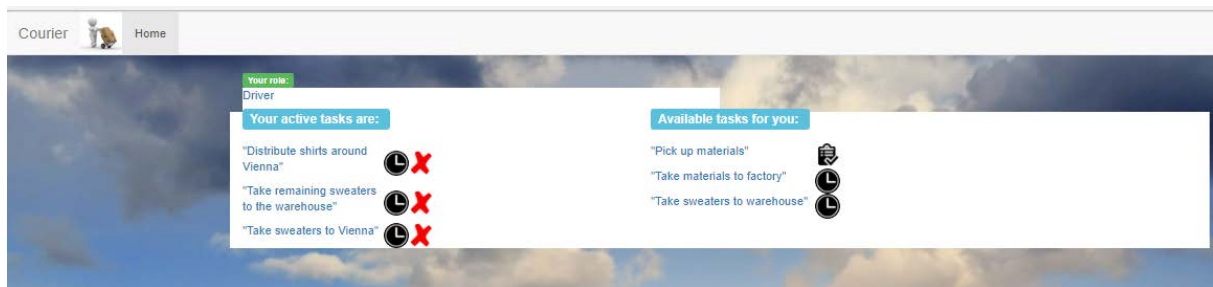 Courier
Home
Your role:
Driver
Your active tasks are:
"Distribute shirts around
Vienna"
"Take remaining sweaters
to the warehouse"
"Take sweaters to Vienna"
Available tasks for you:
"Pick up materials"
"Take materials to factory"
"Take sweaters to warehouse"